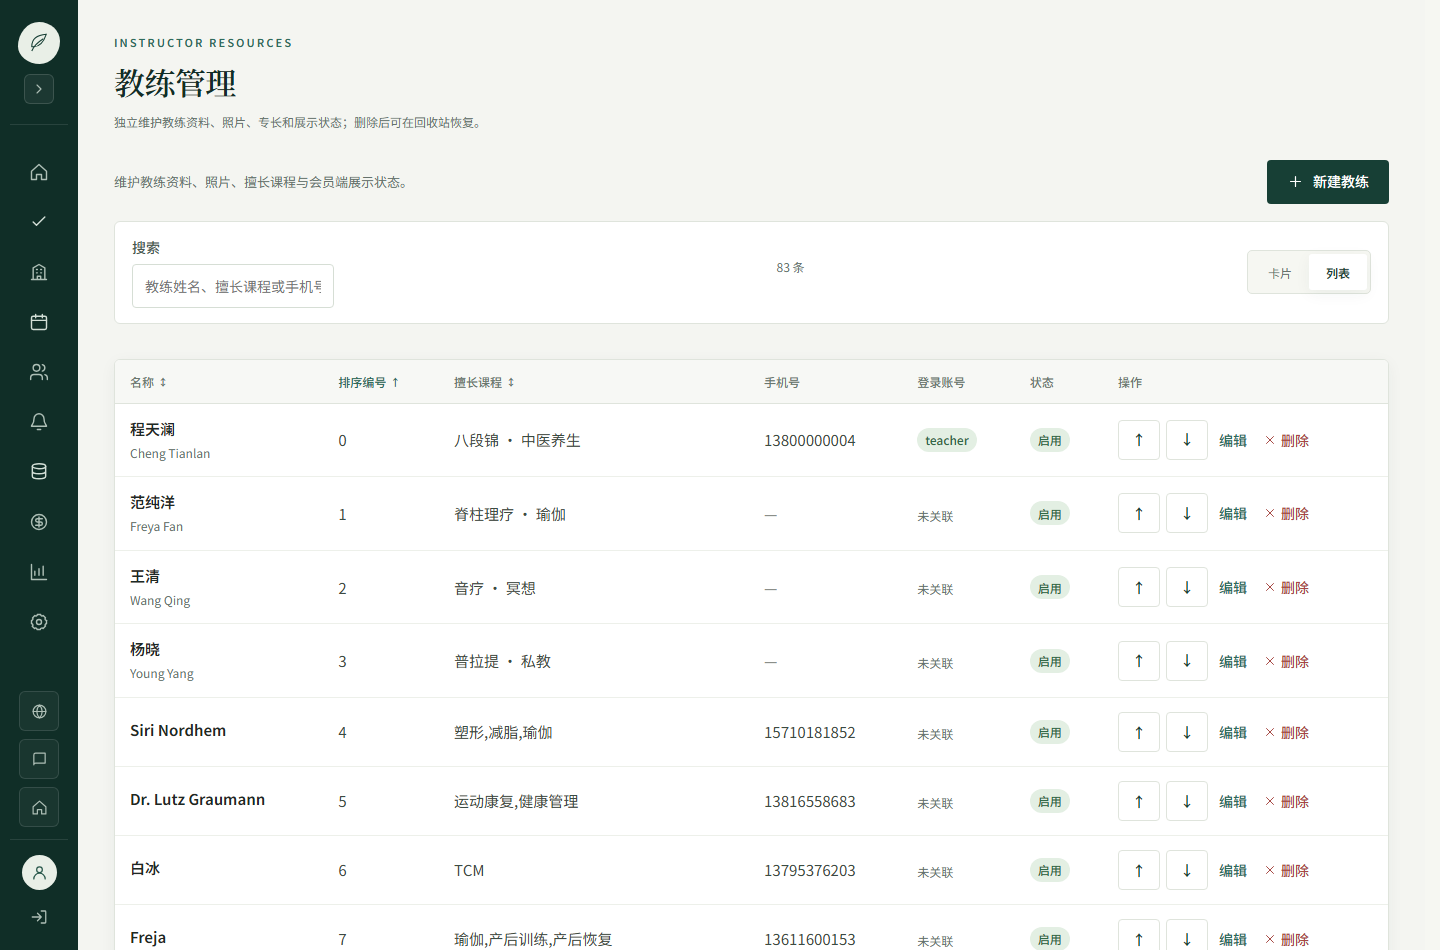 INSTRUCTOR RESOURCES
教练管理
独立维护教练资料、照片、专长和展示状态；删除后可在回收站恢复。
维护教练资料、照片、擅长课程与会员端展示状态。
+ 新建教练
搜索
教练姓名、擅长课程或手机号
83 条
卡片 列表
名称 ↕ 排序编号 ↑ 擅长课程 ↕ 手机号 登录账号 状态 操作
程天澜
Cheng Tianlan
0 八段锦 · 中医养生 13800000004 teacher 启用 ↑ ↓ 编辑 × 删除
范纯洋
Freya Fan
1 脊柱理疗 · 瑜伽 — 未关联 启用 ↑ ↓ 编辑 × 删除
王清
Wang Qing
2 音疗 · 冥想 — 未关联 启用 ↑ ↓ 编辑 × 删除
杨晓
Young Yang
3 普拉提 · 私教 — 未关联 启用 ↑ ↓ 编辑 × 删除
Siri Nordhem 4 塑形,减脂,瑜伽 15710181852 未关联 启用 ↑ ↓ 编辑 × 删除
Dr. Lutz Graumann 5 运动康复,健康管理 13816558683 未关联 启用 ↑ ↓ 编辑 × 删除
白冰 6 TCM 13795376203 未关联 启用 ↑ ↓ 编辑 × 删除
Freja 7 瑜伽,产后训练,产后恢复 13611600153 未关联 启用 ↑ ↓ 编辑 × 删除